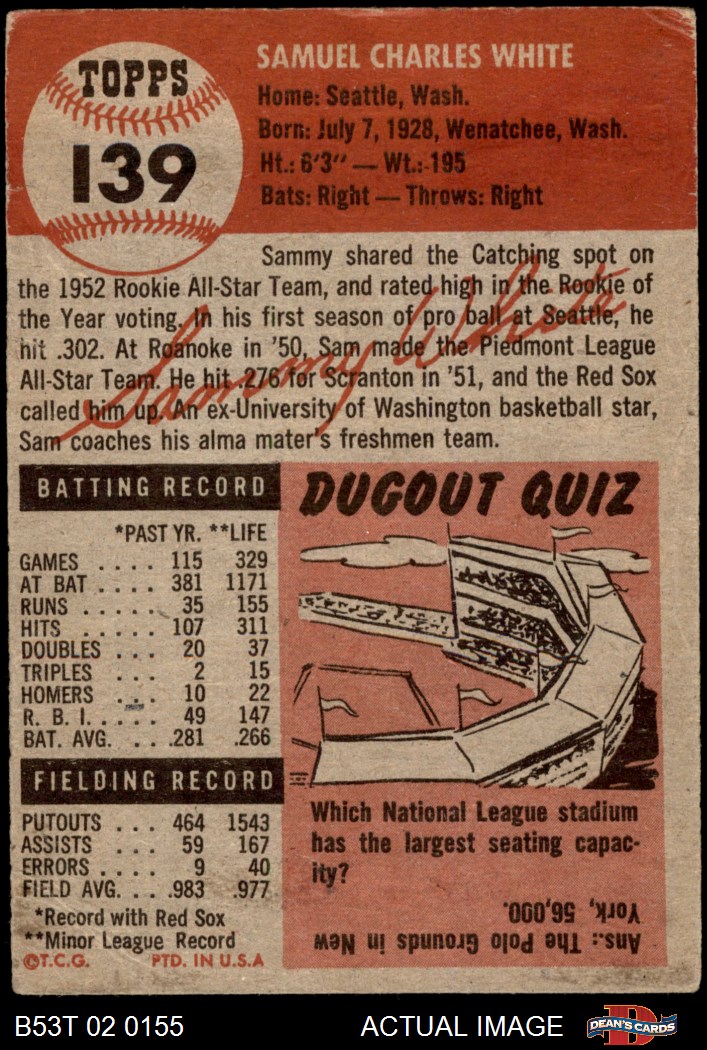 TOPPS
139
SAMUEL CHARLES WHITE
Home: Seattle, Wash.
Born: July 7, 1928, Wenatchee, Wash.
Ht.: 6'3" — Wt.: 195
Bats: Right — Throws: Right
Sammy shared the Catching spot on
the 1952 Rookie All-Star Team, and rated high in the Rookie of
the Year voting. In his first season of pro ball at Seattle, he
hit .302. At Roanoke in '50, Sam made the Piedmont League
All-Star Team. He hit .276 for Scranton in '51, and the Red Sox
called him up. An ex-University of Washington basketball star,
Sam coaches his alma mater's freshmen team.
Sammy White
BATTING RECORD
*PAST YR. **LIFE
GAMES .... 115 329
AT BAT .... 381 1171
RUNS ..... 35 155
HITS ..... 107 311
DOUBLES ... 20 37
TRIPLES ... 2 15
HOMERS ... 10 22
R. B. I. .... 49 147
BAT. AVG. ... .281 .266
FIELDING RECORD
PUTOUTS ... 464 1543
ASSISTS ... 59 167
ERRORS .... 9 40
FIELD AVG. .. .983 .977
*Record with Red Sox
**Minor League Record
©T.C.G. PTD. IN U.S.A
DUGOUT QUIZ
Which National League stadium
has the largest seating capac-
ity?
Ans.: The Polo Grounds in New
York, 56,000.
B53T 02 0155 ACTUAL IMAGE
D
DEAN'S CARDS